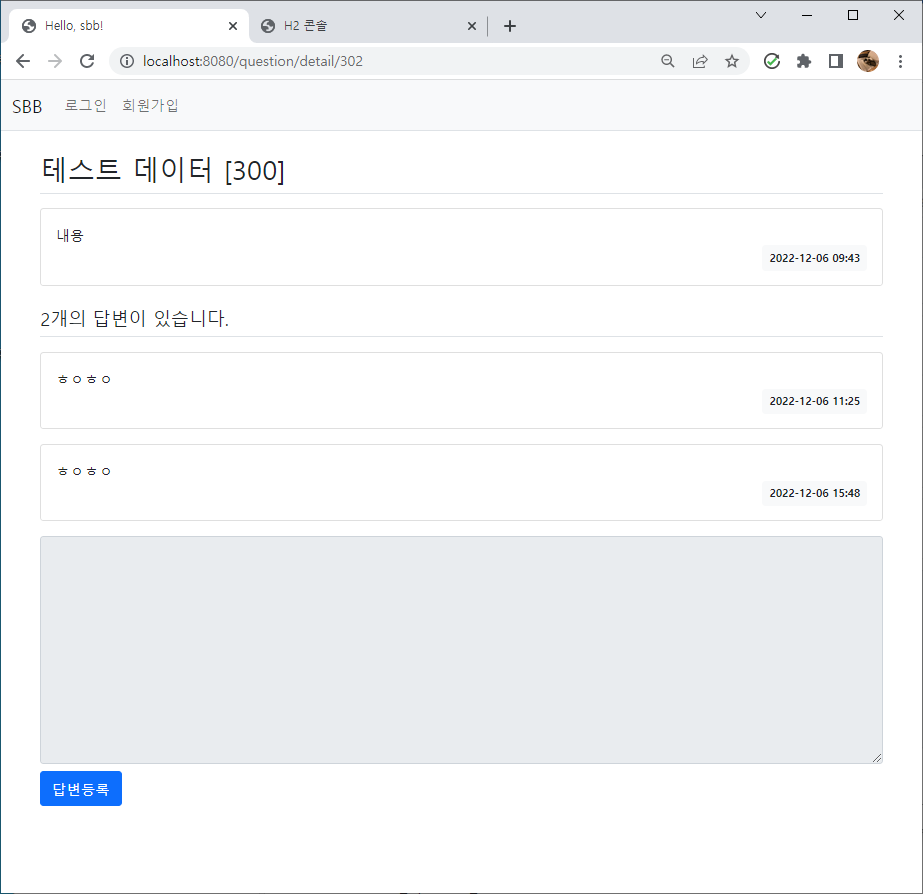 Hello, sbb!
H2 콘솔
localhost:8080/question/detail/302
SBB 로그인 회원가입
테스트 데이터 [300]
내용
2022-12-06 09:43
2개의 답변이 있습니다.
ㅎㅇㅎㅇ
2022-12-06 11:25
ㅎㅇㅎㅇ
2022-12-06 15:48
답변등록